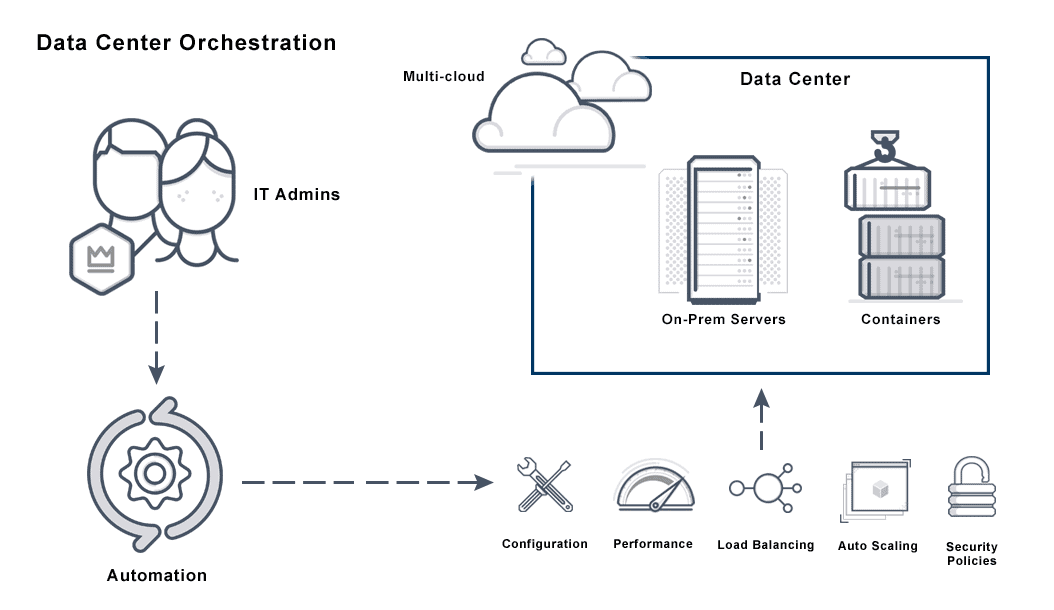 Data Center Orchestration
Multi-cloud
Data Center
IT Admins
On-Prem Servers
Containers
Configuration
Performance
Load Balancing
Auto Scaling
Security
Policies
Automation